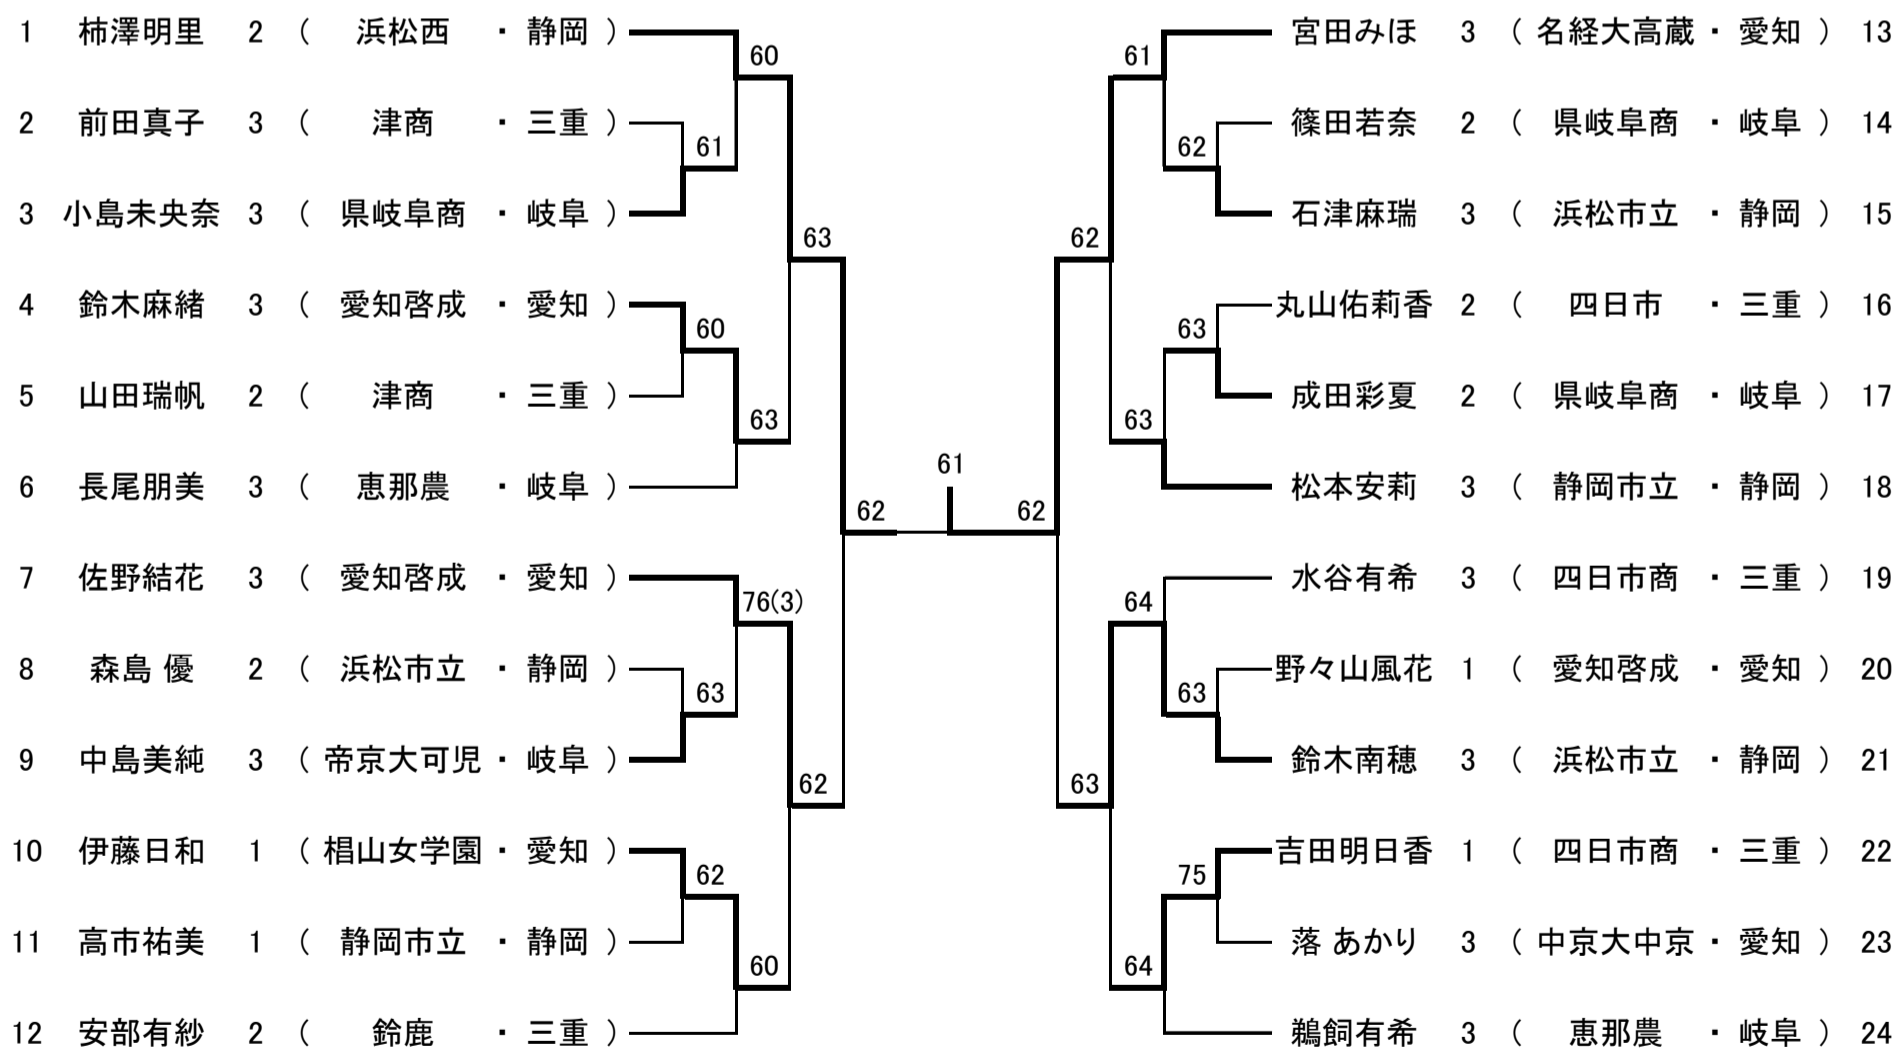 1 柿澤明里 2 （ 浜松西 ・ 静岡 ）
2 前田真子 3 （ 津商 ・ 三重 ）
3 小島未央奈 3 （ 県岐阜商 ・ 岐阜 ）
4 鈴木麻緒 3 （ 愛知啓成 ・ 愛知 ）
5 山田瑞帆 2 （ 津商 ・ 三重 ）
6 長尾朋美 3 （ 恵那農 ・ 岐阜 ）
7 佐野結花 3 （ 愛知啓成 ・ 愛知 ）
8 森島 優 2 （ 浜松市立 ・ 静岡 ）
9 中島美純 3 （ 帝京大可児 ・ 岐阜 ）
10 伊藤日和 1 （ 椙山女学園 ・ 愛知 ）
11 高市祐美 1 （ 静岡市立 ・ 静岡 ）
12 安部有紗 2 （ 鈴鹿 ・ 三重 ）
60
61
63
60
63
62
76(3)
63
62
62
60
61
61
62
62
63
63
62
64
63
63
75
64
宮田みほ 3 （ 名経大高蔵 ・ 愛知 ） 13
篠田若奈 2 （ 県岐阜商 ・ 岐阜 ） 14
石津麻瑞 3 （ 浜松市立 ・ 静岡 ） 15
丸山佑莉香 2 （ 四日市 ・ 三重 ） 16
成田彩夏 2 （ 県岐阜商 ・ 岐阜 ） 17
松本安莉 3 （ 静岡市立 ・ 静岡 ） 18
水谷有希 3 （ 四日市商 ・ 三重 ） 19
野々山風花 1 （ 愛知啓成 ・ 愛知 ） 20
鈴木南穂 3 （ 浜松市立 ・ 静岡 ） 21
吉田明日香 1 （ 四日市商 ・ 三重 ） 22
落 あかり 3 （ 中京大中京 ・ 愛知 ） 23
鵜飼有希 3 （ 恵那農 ・ 岐阜 ） 24